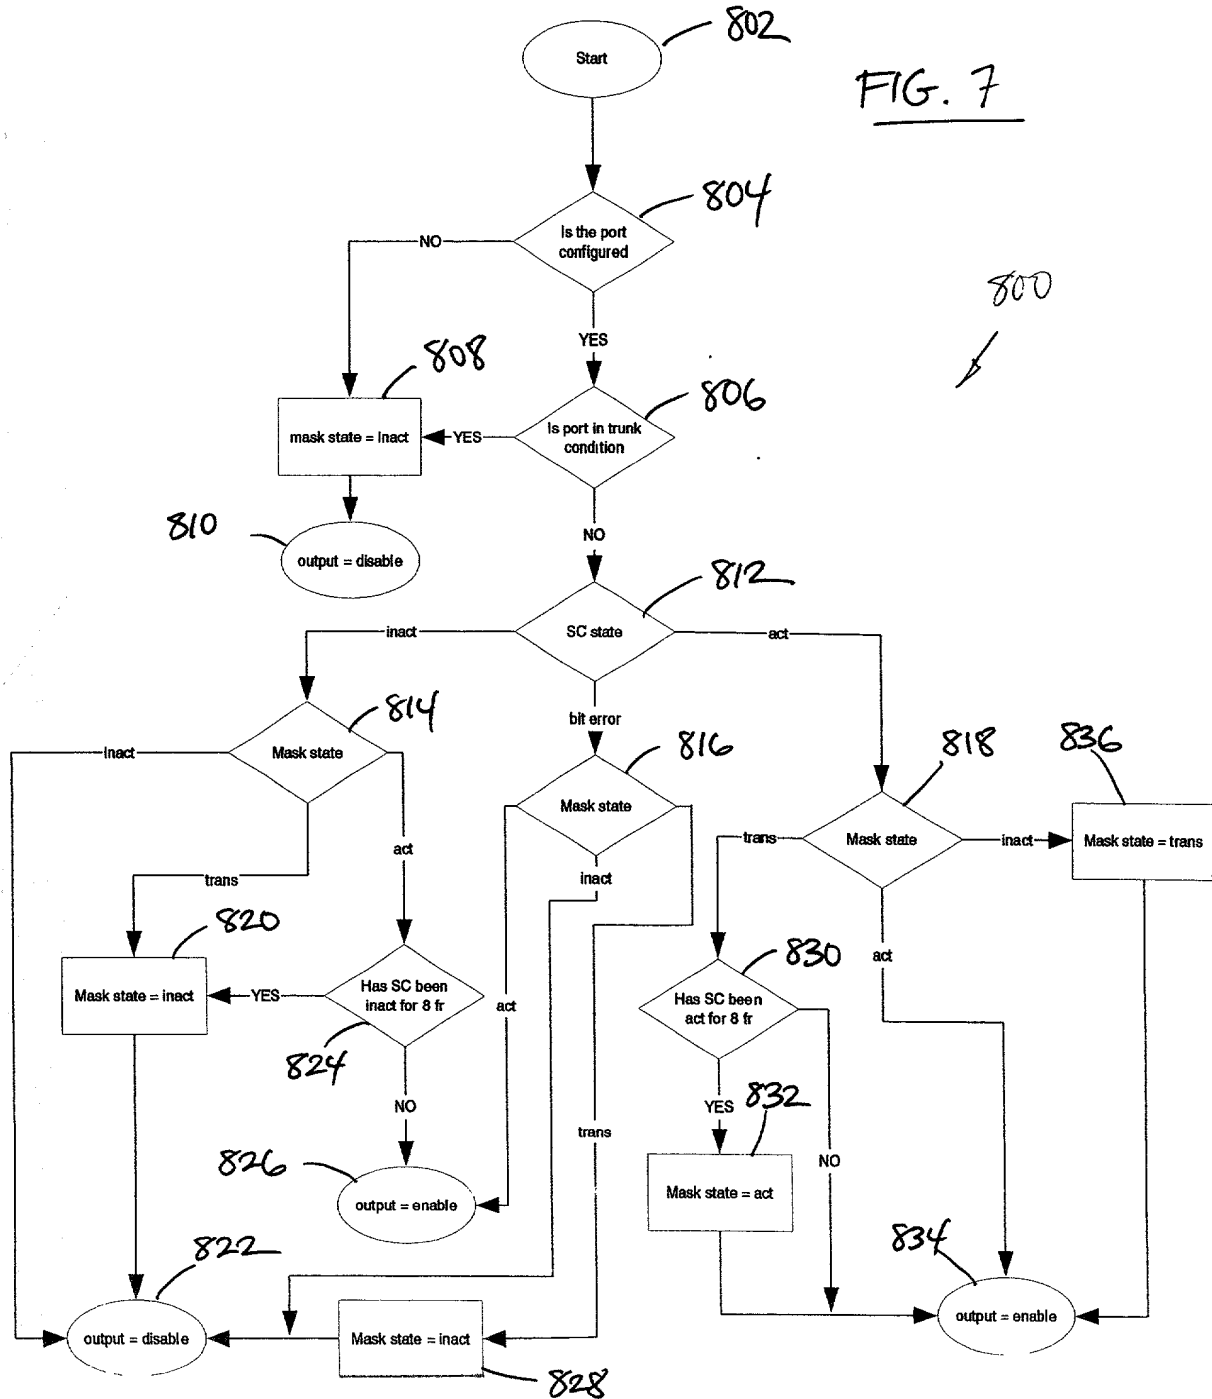 802
Start
FIG. 7
804
Is the port
configured
NO
800
YES
808
806
mask state = inact
YES
Is port in trunk
condition
810
NO
output = disable
812
inact
SC state
act
814
bit error
816
818
836
inact
Mask state
Mask state
trans
Mask state
inact
Mask state = trans
act
inact
trans
820
830
act
Mask state = inact
YES
Has SC been
inact for 8 fr
act
Has SC been
act for 8 fr
824
832
NO
YES
trans
826
NO
output = enable
Mask state = act
822
834
output = disable
Mask state = inact
output = enable
828